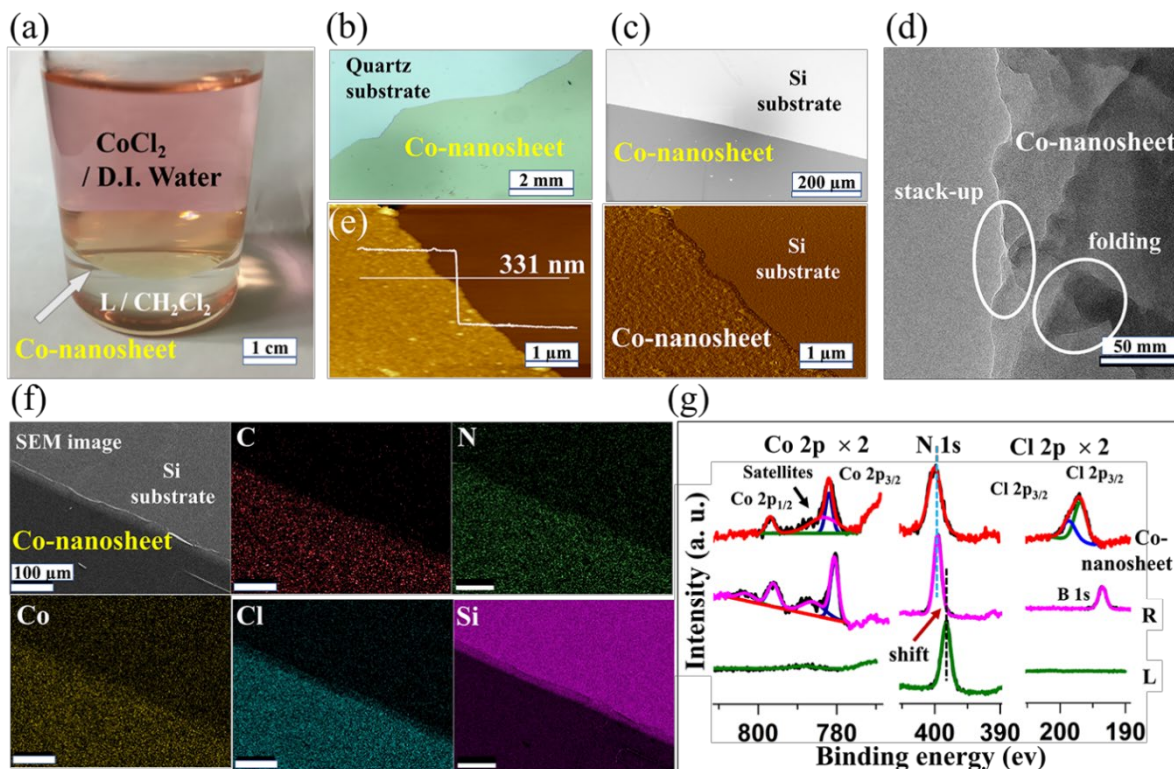 (a)
CoCl2
/ D.I. Water
L / CH2Cl2
Co-nanosheet
1 cm
(b)
Quartz
substrate
Co-nanosheet
2 mm
(c)
Si
substrate
Co-nanosheet
200 µm
(d)
Co-nanosheet
stack-up
folding
50 mm
(e)
331 nm
1 µm
Si
substrate
Co-nanosheet
1 µm
(f)
SEM image
Si
substrate
Co-nanosheet
100 µm
C
N
Co
Cl
Si
(g)
Co 2p × 2
N 1s
Cl 2p × 2
Satellites
Co 2p3/2
Co 2p1/2
Cl 2p3/2
Cl 2p3/2
Co-
nanosheet
B 1s
R
shift
L
Intensity (a. u.)
800 780 400 390 200 190
Binding energy (ev)